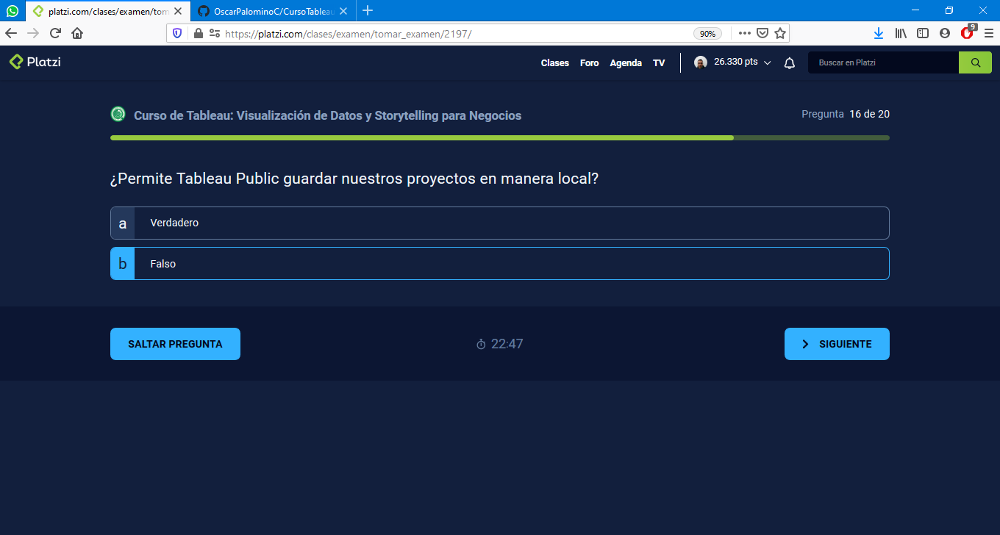 platzi.com/clases/examen/tom
OscarPalominoC/CursoTableau
https://platzi.com/clases/examen/tomar_examen/2197/
90%
9
Platzi
Clases Foro Agenda TV
26.330 pts
Buscar en Platzi
Curso de Tableau: Visualización de Datos y Storytelling para Negocios
Pregunta 16 de 20
¿Permite Tableau Public guardar nuestros proyectos en manera local?
a Verdadero
b Falso
SALTAR PREGUNTA
22:47
SIGUIENTE